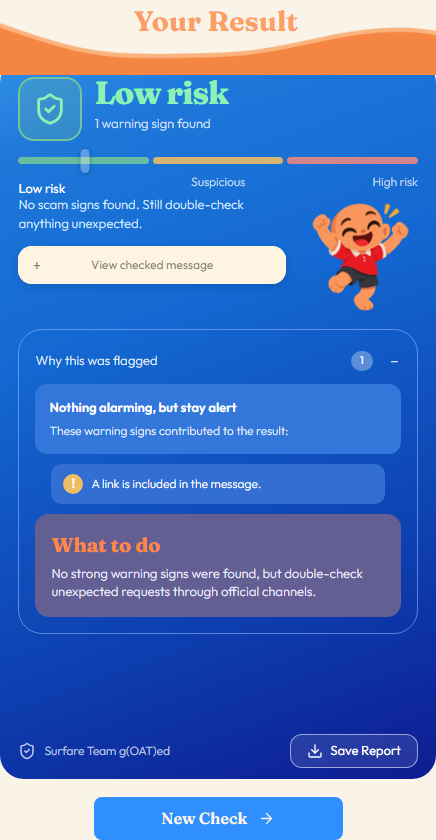 Your Result
Low risk
1 warning sign found
Low risk
Suspicious
High risk
No scam signs found. Still double-check
anything unexpected.
+ View checked message
Why this was flagged 1 –
Nothing alarming, but stay alert
These warning signs contributed to the result:
! A link is included in the message.
What to do
No strong warning signs were found, but double-check
unexpected requests through official channels.
Surfare Team g(OAT)ed
Save Report
New Check →